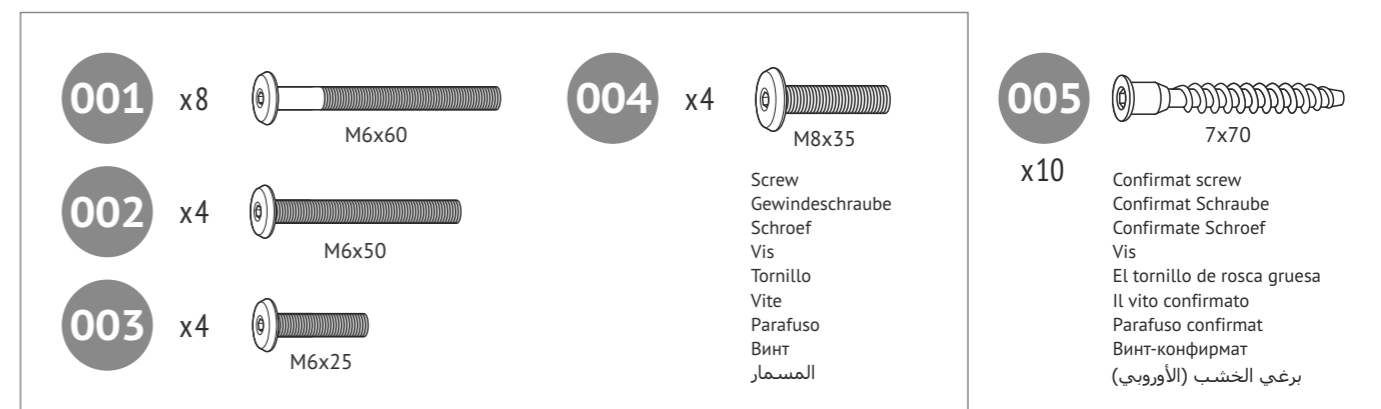 001 x8
M6x60
002 x4
M6x50
003 x4
M6x25
004 x4
M8x35
Screw
Gewindeschraube
Schroef
Vis
Tornillo
Vite
Parafuso
Винт
المسمار
005
x10
7x70
Confirmat screw
Confirmat Schraube
Confirmate Schroef
Vis
El tornillo de rosca gruesa
Il vito confirmato
Parafuso confirmat
Винт-конфирмат
برغي الخشب (الأوروبي)